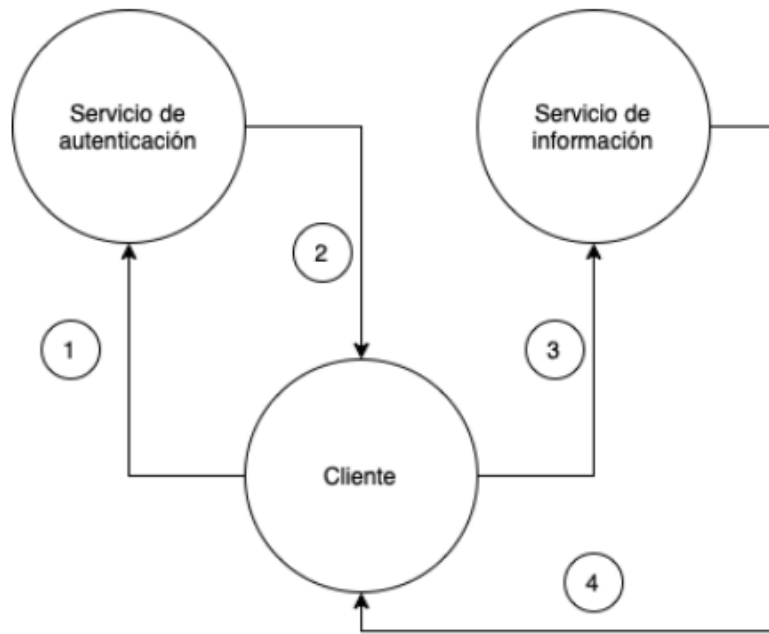 Servicio de
autenticación
Servicio de
información
2
1
3
Cliente
4